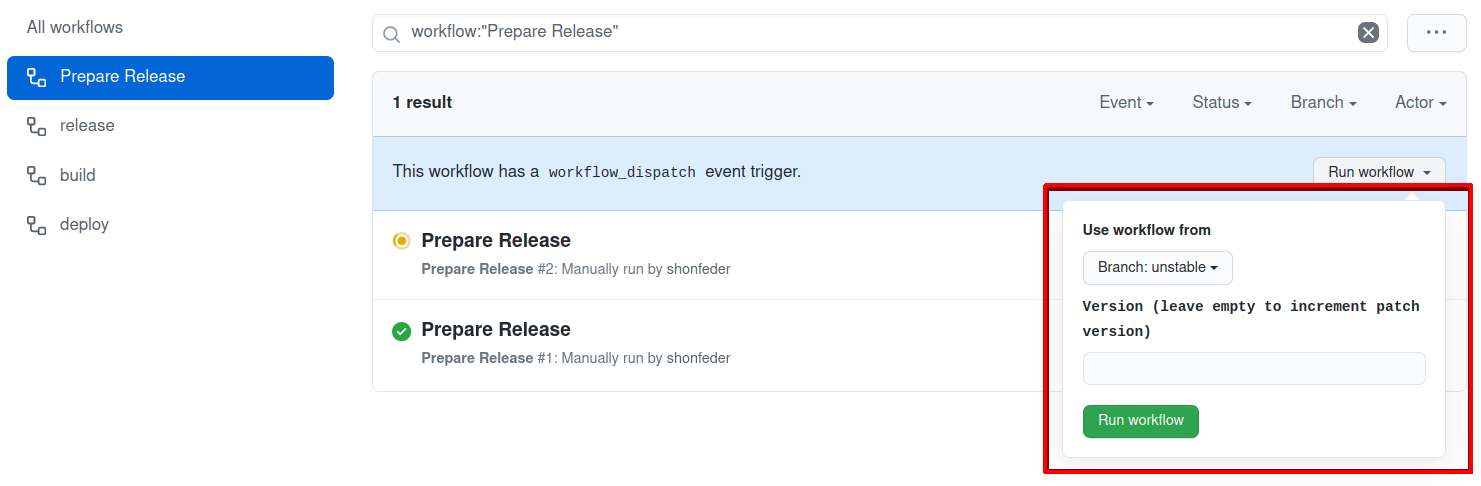 All workflows
Prepare Release
release
build
deploy
workflow:"Prepare Release"
1 result
Event
Status
Branch
Actor
This workflow has a workflow_dispatch event trigger.
Run workflow
Prepare Release
Prepare Release #2: Manually run by shonfeder
Prepare Release
Prepare Release #1: Manually run by shonfeder
Use workflow from
Branch: unstable
Version (leave empty to increment patch
version)
Run workflow